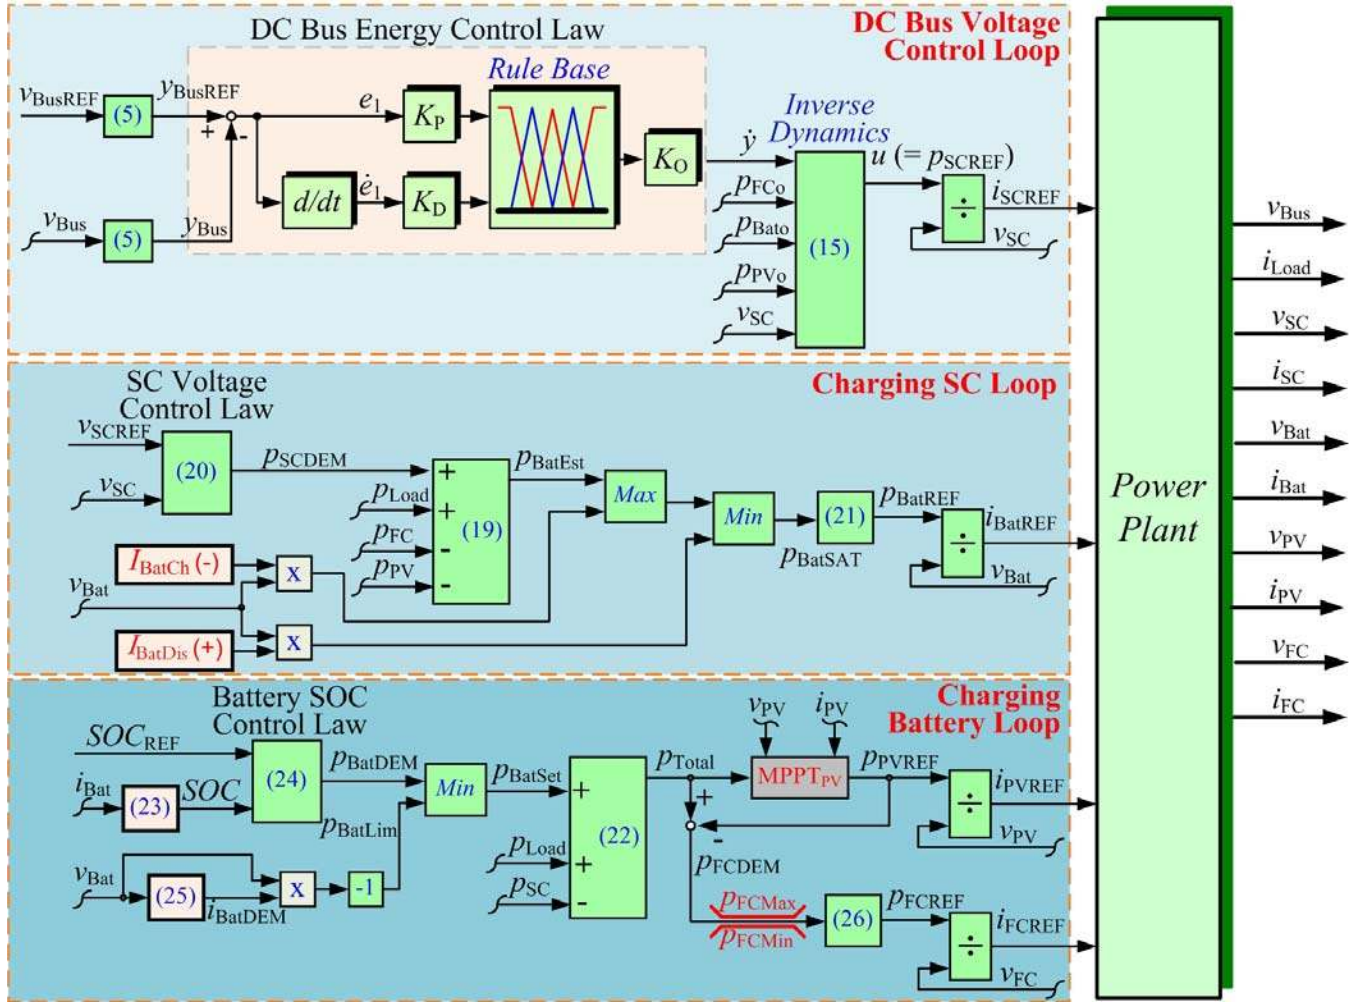 DC Bus Energy Control Law
DC Bus Voltage
Control Loop
Rule Base
vBusREF
(5)
yBusREF
+
-
e1
KP
d/dt
ė1
KD
KO
vBus
(5)
yBus
Inverse
Dynamics
ẏ
pFCo
pBato
pPVo
vSC
(15)
u (= pSCREF)
÷
iSCREF
vSC
SC Voltage
Control Law
Charging SC Loop
vSCREF
vSC
(20)
pSCDEM
pLoad
pFC
pPV
+
+
-
-
(19)
pBatEst
Max
Min
pBatSAT
(21)
pBatREF
÷
iBatREF
vBat
IBatCh (-)
vBat
IBatDis (+)
X
X
Battery SOC
Control Law
Charging
Battery Loop
SOCREF
iBat
(23)
SOC
(24)
pBatDEM
pBatLim
Min
pBatSet
vBat
(25)
iBatDEM
X
-1
pLoad
pSC
+
+
-
(22)
pTotal
+
-
vPV
iPV
MPPTPV
pPVREF
÷
iPVREF
vPV
pFCDEM
pFCMax
pFCMin
(26)
pFCREF
÷
iFCREF
vFC
Power
Plant
vBus
iLoad
vSC
iSC
vBat
iBat
vPV
iPV
vFC
iFC